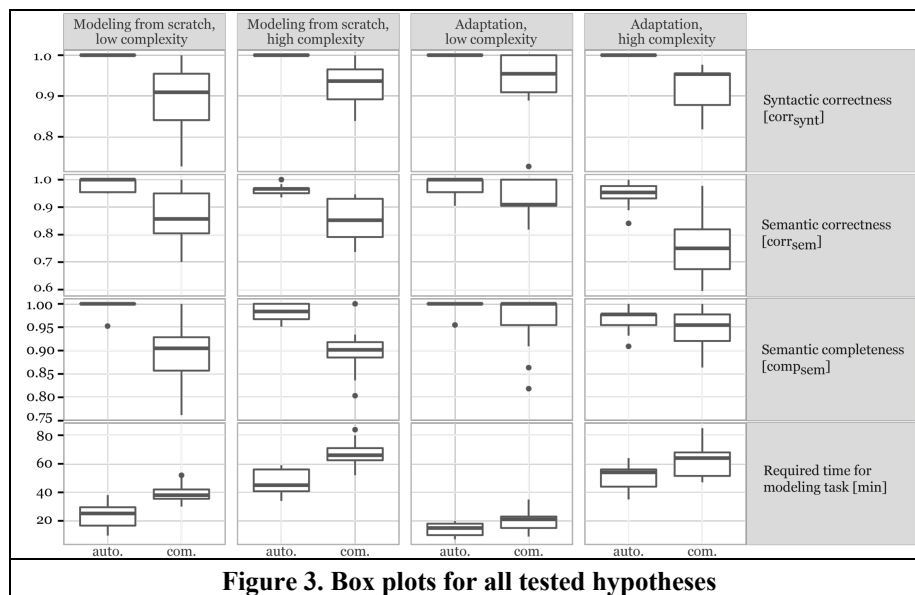 Modeling from scratch,
low complexity
Modeling from scratch,
high complexity
Adaptation,
low complexity
Adaptation,
high complexity
1.0
0.9
0.8
Syntactic correctness
[corrsynt]
1.0
0.9
0.8
0.7
0.6
Semantic correctness
[corrsem]
1.00
0.95
0.90
0.85
0.80
0.75
Semantic completeness
[compsem]
80
60
40
20
Required time for
modeling task [min]
auto. com. auto. com. auto. com. auto. com.
Figure 3. Box plots for all tested hypotheses